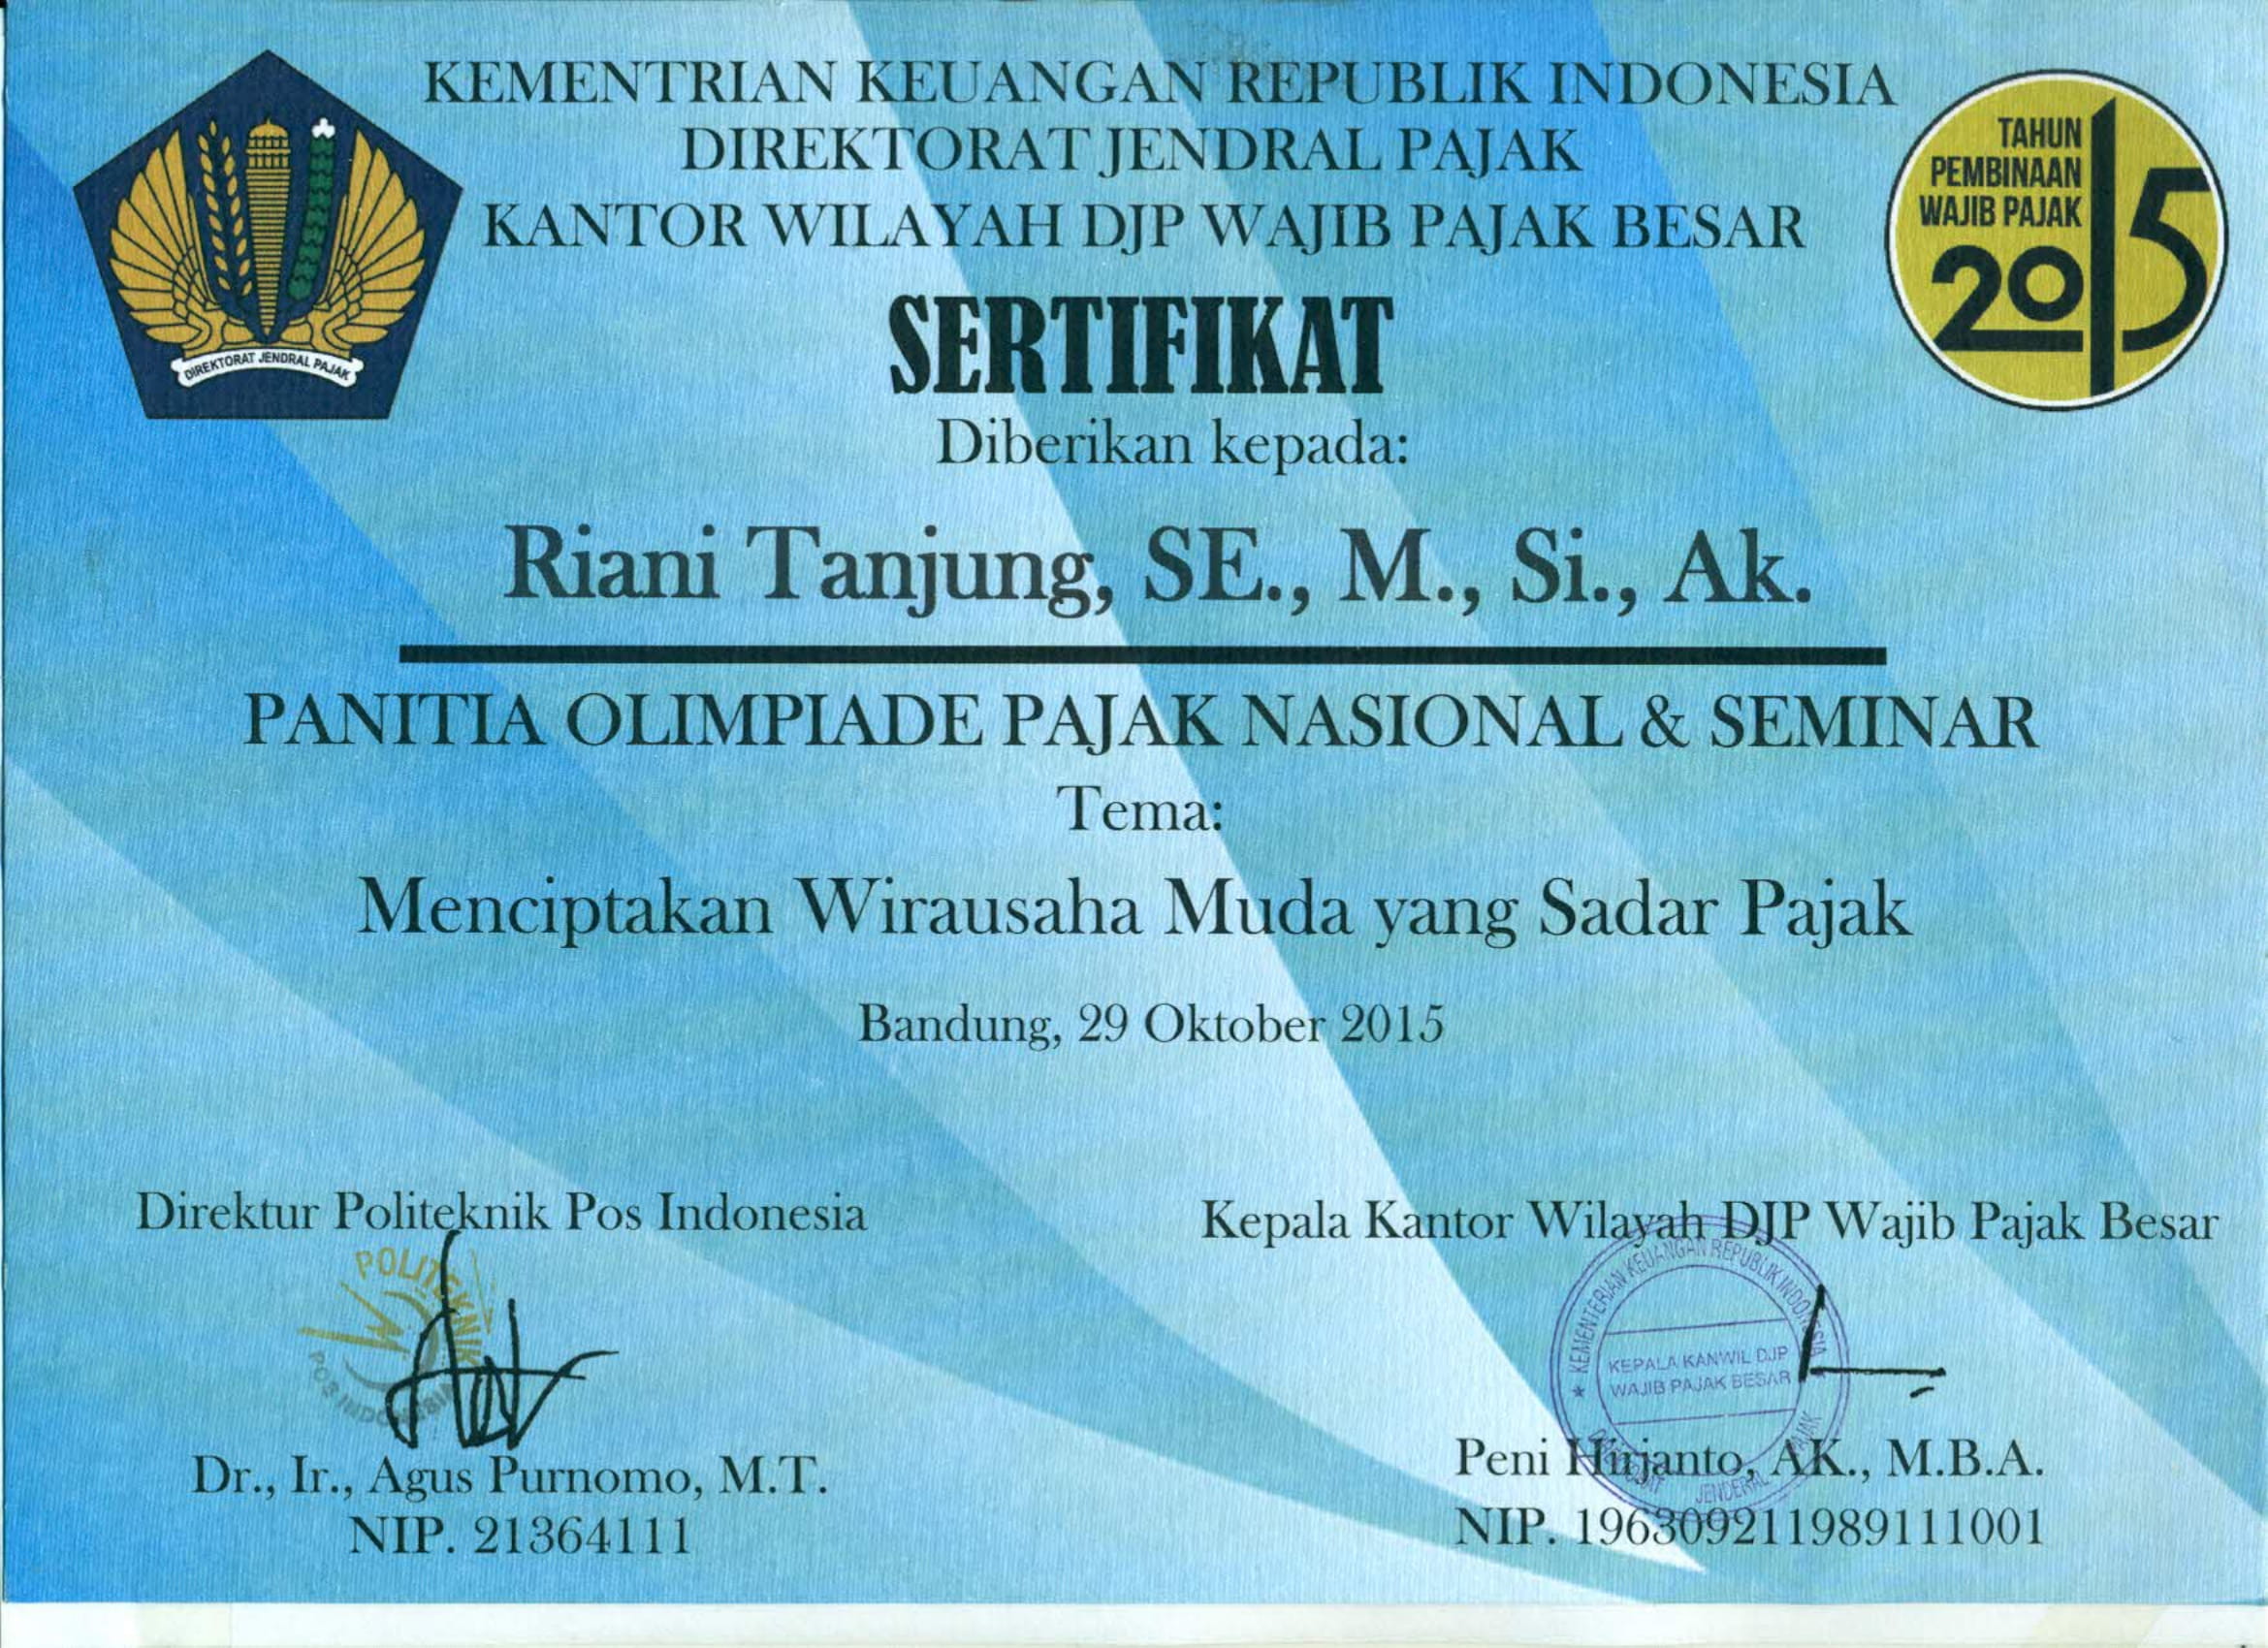 KEMENTRIAN KEUANGAN REPUBLIK INDONESIA
DIREKTORAT JENDRAL PAJAK
KANTOR WILAYAH DJP WAJIB PAJAK BESAR
DIREKTORAT JENDRAL PAJAK
TAHUN
PEMBINAAN
WAJIB PAJAK
2015
SERTIFIKAT
Diberikan kepada:
Riani Tanjung, SE., M., Si., Ak.
PANITIA OLIMPIADE PAJAK NASIONAL & SEMINAR
Tema:
Menciptakan Wirausaha Muda yang Sadar Pajak
Bandung, 29 Oktober 2015
Direktur Politeknik Pos Indonesia
POLITEKNIK
POS INDONESIA
Dr., Ir., Agus Purnomo, M.T.
NIP. 21364111
Kepala Kantor Wilayah DJP Wajib Pajak Besar
KEMENTERIAN KEUANGAN REPUBLIK INDONESIA
KEPALA KANWIL DJP
WAJIB PAJAK BESAR
DIREKTORAT JENDERAL PAJAK
Peni Hirjanto, AK., M.B.A.
NIP. 196309211989111001